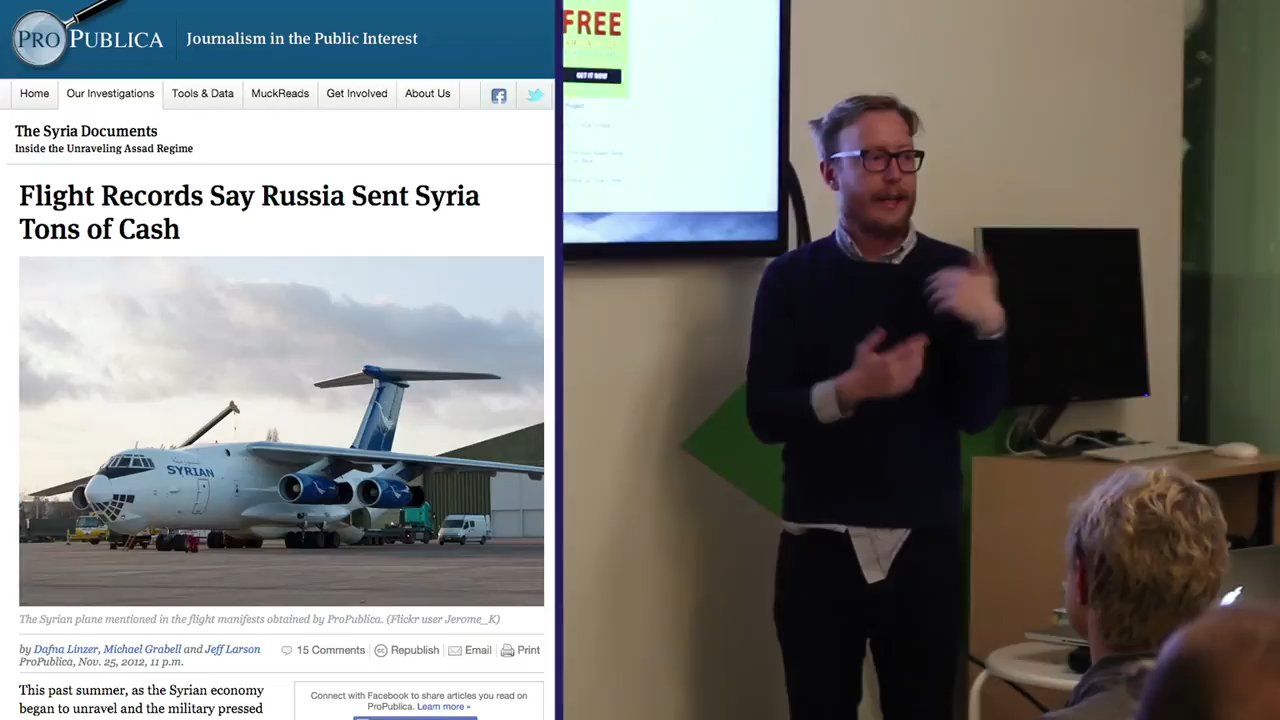 PRO PUBLICA
Journalism in the Public Interest
Home
Our Investigations
Tools & Data
MuckReads
Get Involved
About Us
The Syria Documents
Inside the Unraveling Assad Regime
Flight Records Say Russia Sent Syria
Tons of Cash
SYRIAN
The Syrian plane mentioned in the flight manifests obtained by ProPublica. (Flickr user Jerome_K)
by Dafna Linzer, Michael Grabell and Jeff Larson
ProPublica, Nov. 25, 2012, 11 p.m.
15 Comments
Republish
Email
Print
This past summer, as the Syrian economy
began to unravel and the military pressed
Connect with Facebook to share articles you read on
ProPublica. Learn more »
FREE
GET IT NOW
Project